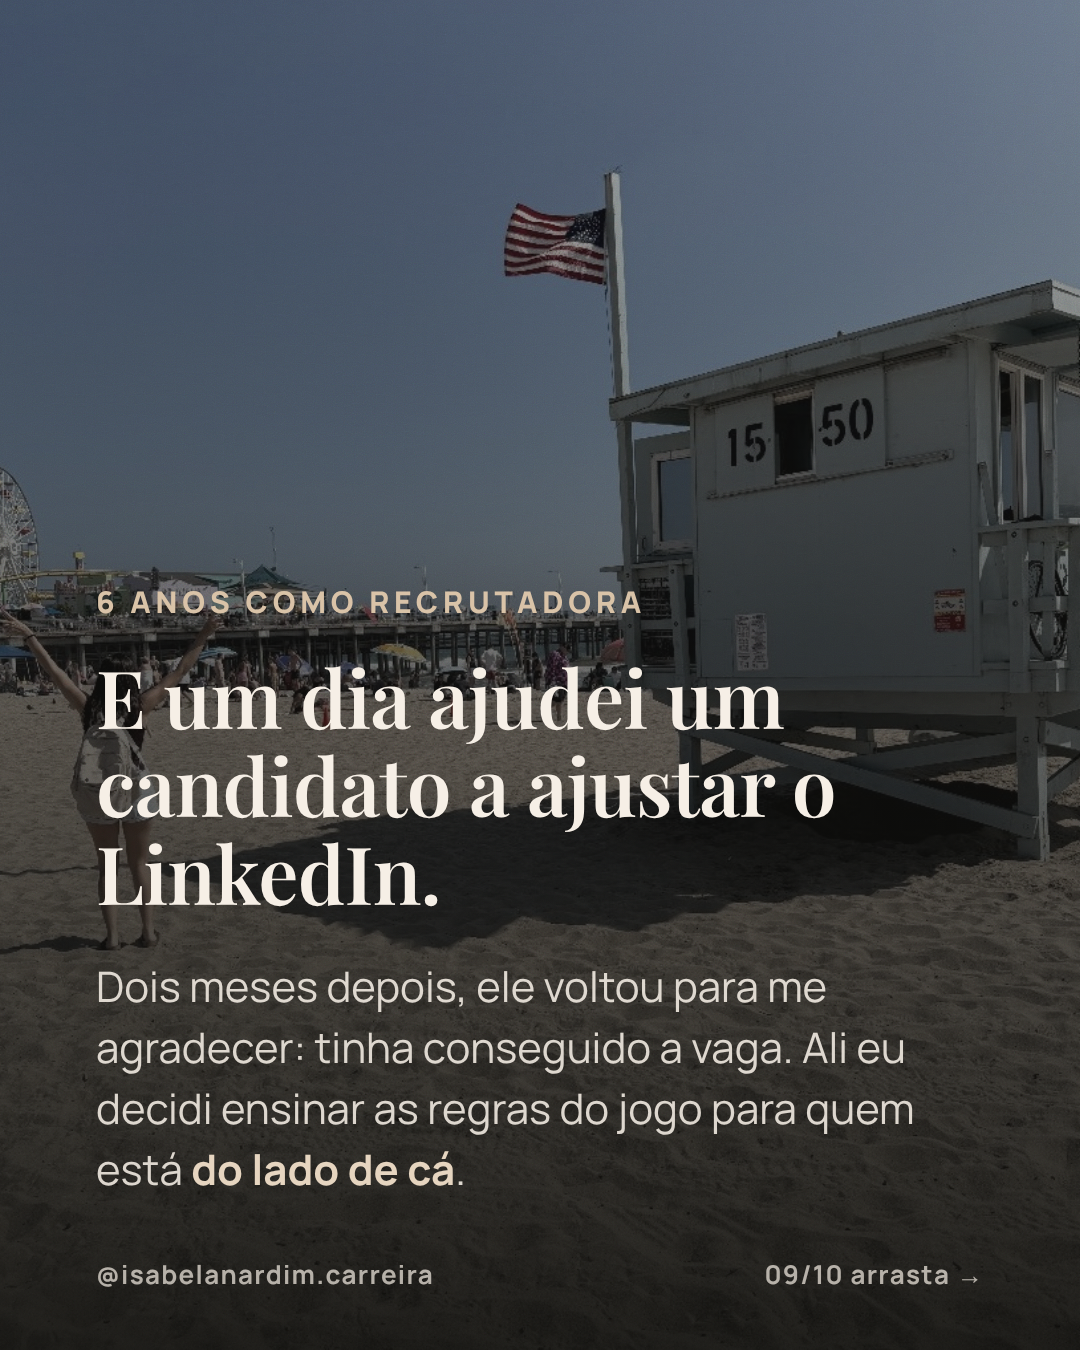 15 50
6 ANOS COMO RECRUTADORA
E um dia ajudei um
candidato a ajustar o
LinkedIn.
Dois meses depois, ele voltou para me
agradecer: tinha conseguido a vaga. Ali eu
decidi ensinar as regras do jogo para quem
está do lado de cá.
@isabelanardim.carreira
09/10 arrasta →